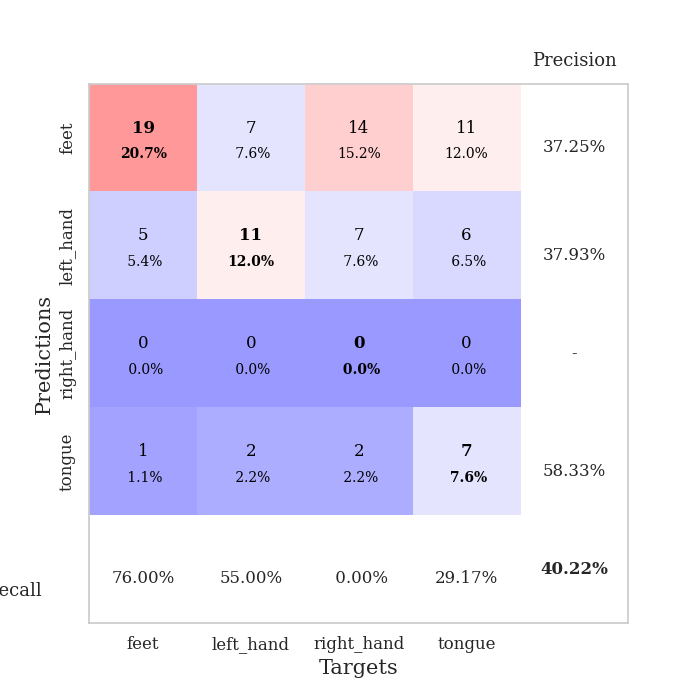 Precision
feet
19 7 14 11
20.7% 7.6% 15.2% 12.0%
37.25%
left_hand
5 11 7 6
5.4% 12.0% 7.6% 6.5%
37.93%
Predictions
right_hand
0 0 0 0
0.0% 0.0% 0.0% 0.0%
-
tongue
1 2 2 7
1.1% 2.2% 2.2% 7.6%
58.33%
ecall
76.00% 55.00% 0.00% 29.17%
40.22%
feet left_hand right_hand tongue
Targets